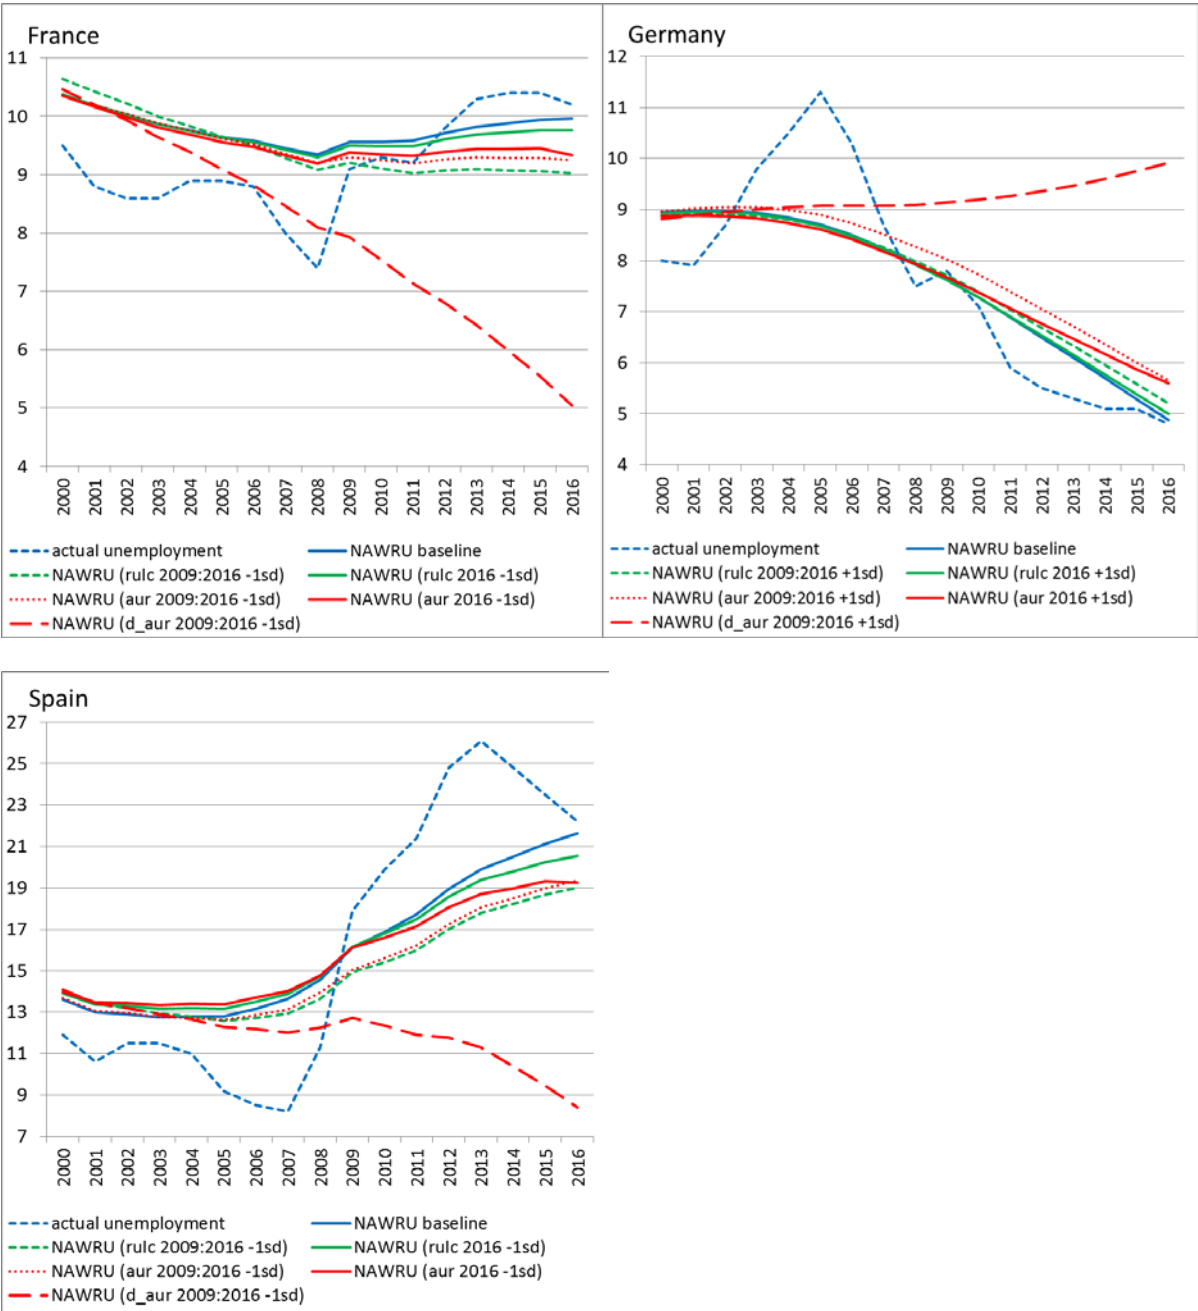 France
11
10
9
8
7
6
5
4
2000 2001 2002 2003 2004 2005 2006 2007 2008 2009 2010 2011 2012 2013 2014 2015 2016
actual unemployment NAWRU baseline
NAWRU (rulc 2009:2016 -1sd) NAWRU (rulc 2016 -1sd)
NAWRU (aur 2009:2016 -1sd) NAWRU (aur 2016 -1sd)
NAWRU (d_aur 2009:2016 -1sd)
Germany
12
11
10
9
8
7
6
5
4
2000 2001 2002 2003 2004 2005 2006 2007 2008 2009 2010 2011 2012 2013 2014 2015 2016
actual unemployment NAWRU baseline
NAWRU (rulc 2009:2016 +1sd) NAWRU (rulc 2016 +1sd)
NAWRU (aur 2009:2016 +1sd) NAWRU (aur 2016 +1sd)
NAWRU (d_aur 2009:2016 +1sd)
Spain
27
25
23
21
19
17
15
13
11
9
7
2000 2001 2002 2003 2004 2005 2006 2007 2008 2009 2010 2011 2012 2013 2014 2015 2016
actual unemployment NAWRU baseline
NAWRU (rulc 2009:2016 -1sd) NAWRU (rulc 2016 -1sd)
NAWRU (aur 2009:2016 -1sd) NAWRU (aur 2016 -1sd)
NAWRU (d_aur 2009:2016 -1sd)